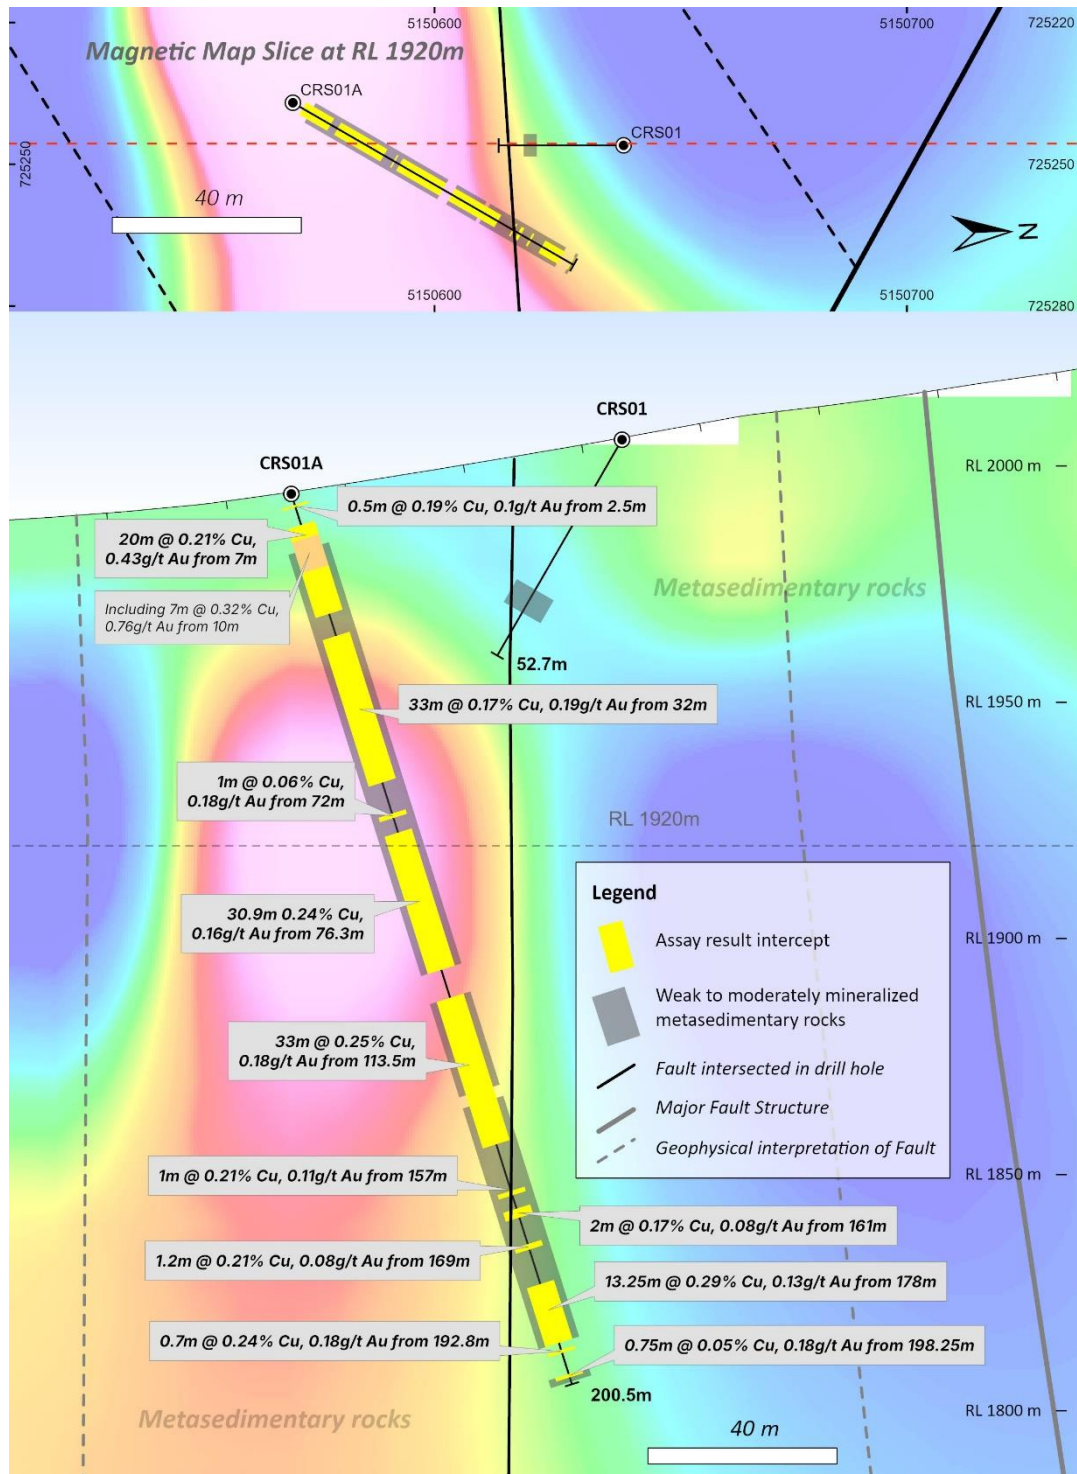 5150600
5150700
725220
Magnetic Map Slice at RL 1920m
CRS01A
CRS01
725250
725250
40 m
N
5150600
5150700
725280
CRS01
CRS01A
RL 2000 m
0.5m @ 0.19% Cu, 0.1g/t Au from 2.5m
20m @ 0.21% Cu,
0.43g/t Au from 7m
Metasedimentary rocks
Including 7m @ 0.32% Cu,
0.76g/t Au from 10m
52.7m
33m @ 0.17% Cu, 0.19g/t Au from 32m
RL 1950 m
1m @ 0.06% Cu,
0.18g/t Au from 72m
RL 1920m
Legend
30.9m 0.24% Cu,
0.16g/t Au from 76.3m
Assay result intercept
RL 1900 m
Weak to moderately mineralized
metasedimentary rocks
33m @ 0.25% Cu,
0.18g/t Au from 113.5m
Fault intersected in drill hole
Major Fault Structure
Geophysical interpretation of Fault
1m @ 0.21% Cu, 0.11g/t Au from 157m
RL 1850 m
2m @ 0.17% Cu, 0.08g/t Au from 161m
1.2m @ 0.21% Cu, 0.08g/t Au from 169m
13.25m @ 0.29% Cu, 0.13g/t Au from 178m
0.7m @ 0.24% Cu, 0.18g/t Au from 192.8m
0.75m @ 0.05% Cu, 0.18g/t Au from 198.25m
200.5m
RL 1800 m
Metasedimentary rocks
40 m